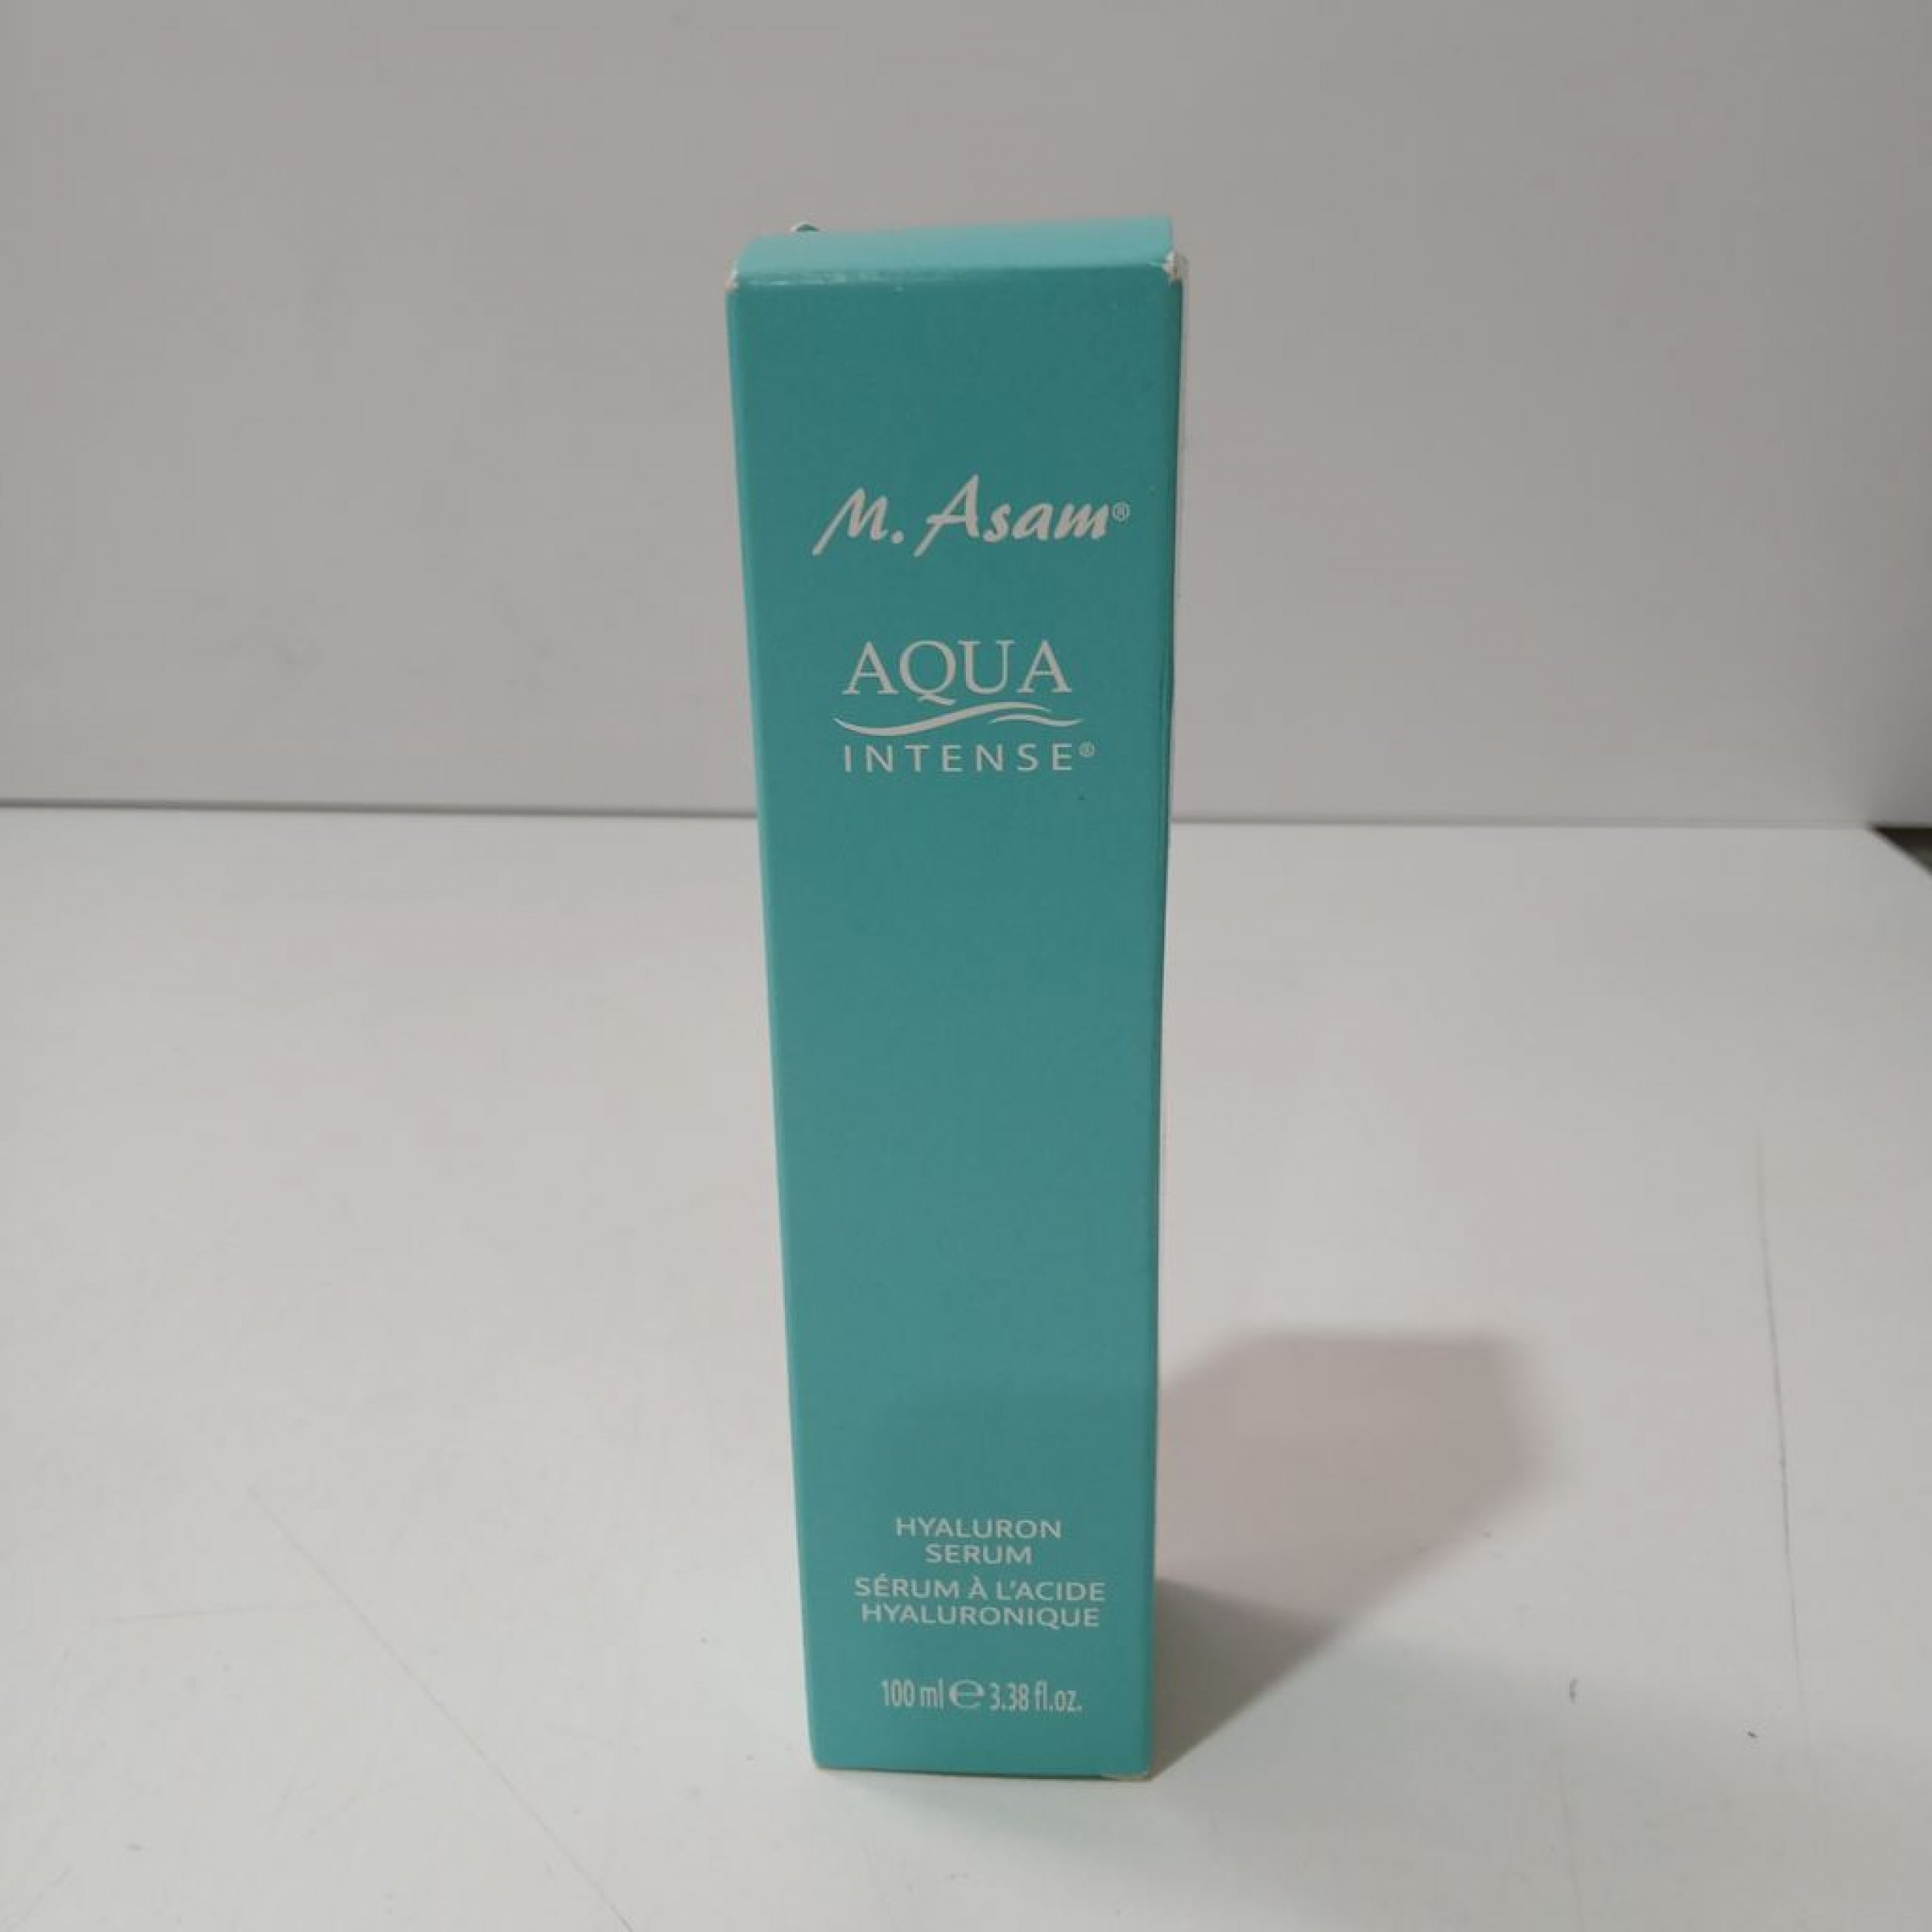 M. Asam®
AQUA
INTENSE®
HYALURON
SERUM
SÉRUM À L'ACIDE
HYALURONIQUE
100 ml ℮ 3.38 fl.oz.